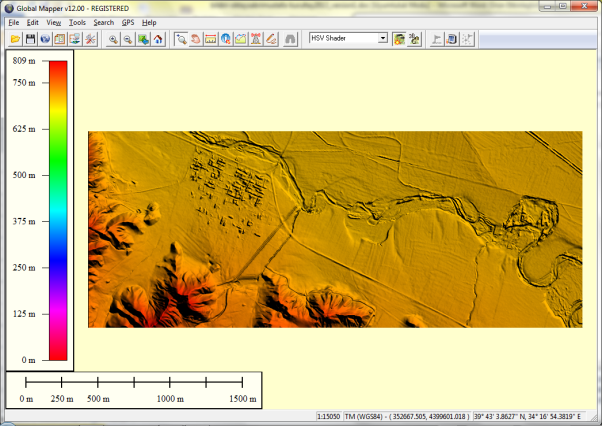 Global Mapper v12.00 - REGISTERED
File Edit View Tools Search GPS Help
HSV Shader
3D
809 m
750 m
625 m
500 m
375 m
250 m
125 m
0 m
0 m 250 m 500 m 1000 m 1500 m
1:15050 TM (WGS84) - ( 352667.505, 4399601.018 ) 39° 43' 3.8627" N, 34° 16' 54.3819" E